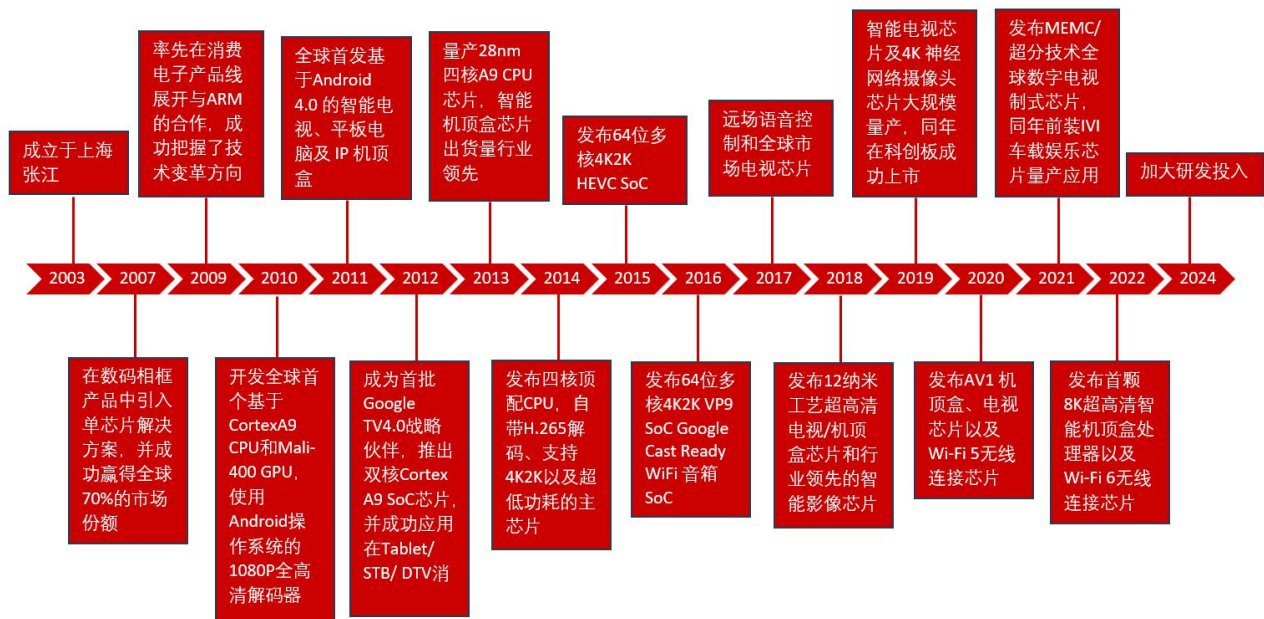 成立于上海
张江
率先在消费
电子产品线
展开与ARM
的合作，成
功把握了技
术变革方向
全球首发基
于Android
4.0 的智能电
视、平板电
脑及 IP 机顶
盒
量产28nm
四核A9 CPU
芯片，智能
机顶盒芯片
出货量行业
领先
发布64位多
核4K2K
HEVC SoC
远场语音控
制和全球市
场电视芯片
智能电视芯
片及4K 神经
网络摄像头
芯片大规模
量产，同年
在科创板成
功上市
发布MEMC/
超分技术全
球数字电视
制式芯片，
同年前装IVI
车载娱乐芯
片量产应用
加大研发投入
2003 2007 2009 2010 2011 2012 2013 2014 2015 2016 2017 2018 2019 2020 2021 2022 2024
在数码相框
产品中引入
单芯片解决
方案，并成
功赢得全球
70%的市场
份额
开发全球首
个基于
CortexA9
CPU和Mali-
400 GPU，
使用
Android操
作系统的
1080P全高
清解码器
成为首批
Google
TV4.0战略
伙伴，推出
双核Cortex
A9 SoC芯片，
并成功应用
在Tablet/
STB/ DTV消
发布四核顶
配CPU，自
带H.265解
码、支持
4K2K以及超
低功耗的主
芯片
发布64位多
核4K2K VP9
SoC Google
Cast Ready
WiFi 音箱
SoC
发布12纳米
工艺超高清
电视/机顶
盒芯片和行
业领先的智
能影像芯片
发布AV1 机
顶盒、电视
芯片以及
Wi-Fi 5无线
连接芯片
发布首颗
8K超高清智
能机顶盒处
理器以及
Wi-Fi 6无线
连接芯片